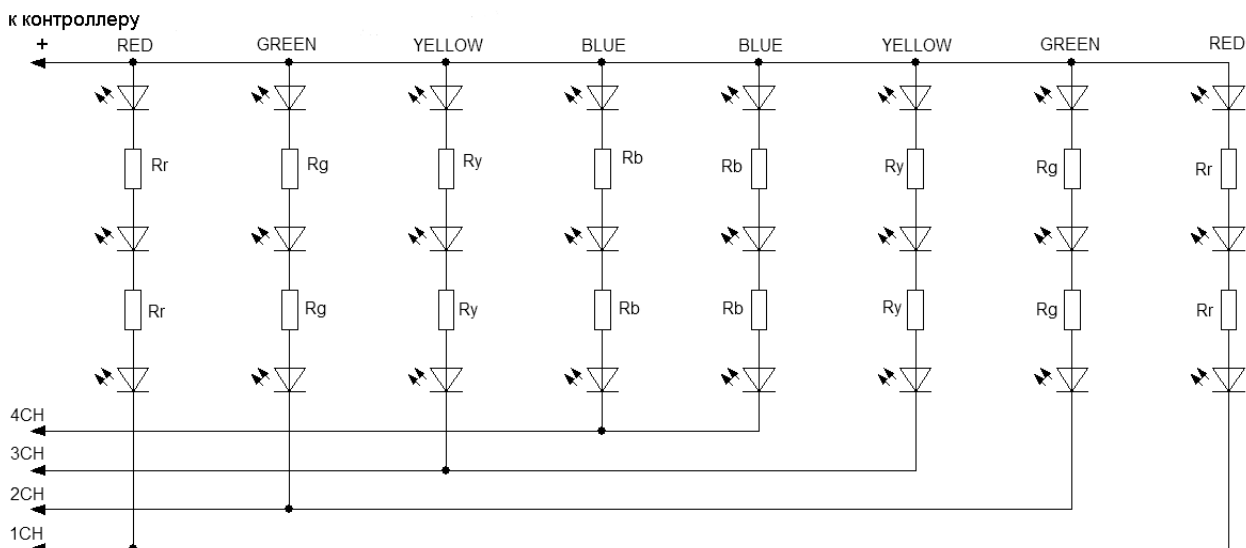 к контроллеру
+ RED GREEN YELLOW BLUE BLUE YELLOW GREEN RED
Rr Rg Ry Rb Rb Ry Rg Rr
Rr Rg Ry Rb Rb Ry Rg Rr
4CH
3CH
2CH
1CH